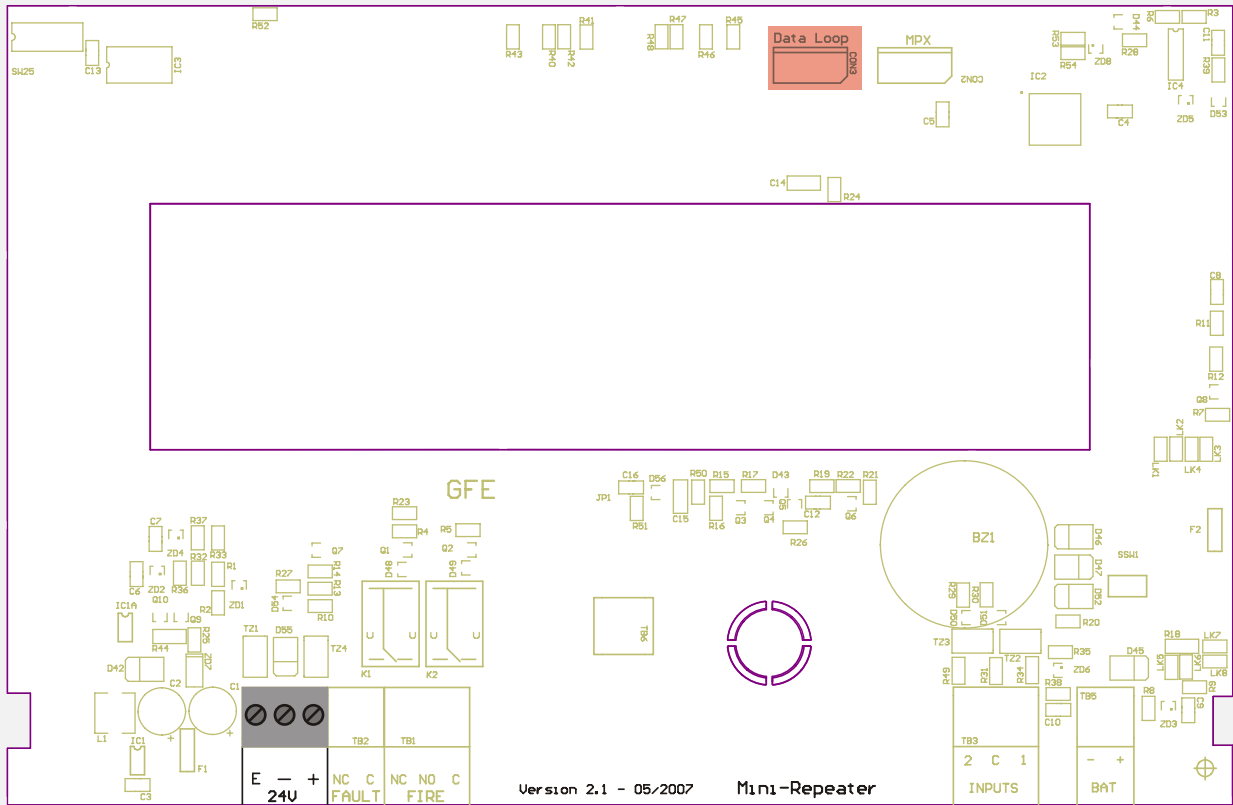 R52
R43
R40
R42
R41
R48
R47
R46
R45
Data Loop
CON3
MPX
CON2
R53
R54
ZD8
D44
R28
R6
R3
C11
R39
IC4
ZD5
D53
SW25
C13
IC3
IC2
C5
C4
C14
R24
C8
R11
R12
Q8
R7
LK1
LK2
LK4
LK3
GFE
JP1
C16
D56
R51
C15
R50
R15
R16
R17
D43
Q3
Q4
Q5
R19
R22
R21
C12
Q6
R26
R23
R4
R5
Q1
Q2
BZ1
D46
D47
D52
SSW1
F2
C7
R37
ZD4
R33
R32
C6
ZD2
R36
R1
Q10
R2
ZD1
R27
Q7
R14
R13
R10
D54
IC1A
Q9
R44
R25
ZD7
TZ1
D55
TZ4
D42
K1
K2
TB6
R29
R30
D50
TZ3
TZ2
R20
R35
ZD6
R49
R31
R34
R38
C10
R18
LK7
D45
LK5
LK6
LK8
R9
R8
ZD3
C9
C2
C1
+
+
L1
IC1
F1
C3
TB2
TB1
TB3
TB5
E – +
24V
NC C
FAULT
NC NO C
FIRE
Version 2.1 - 05/2007
Mini-Repeater
2 C 1
INPUTS
- +
BAT